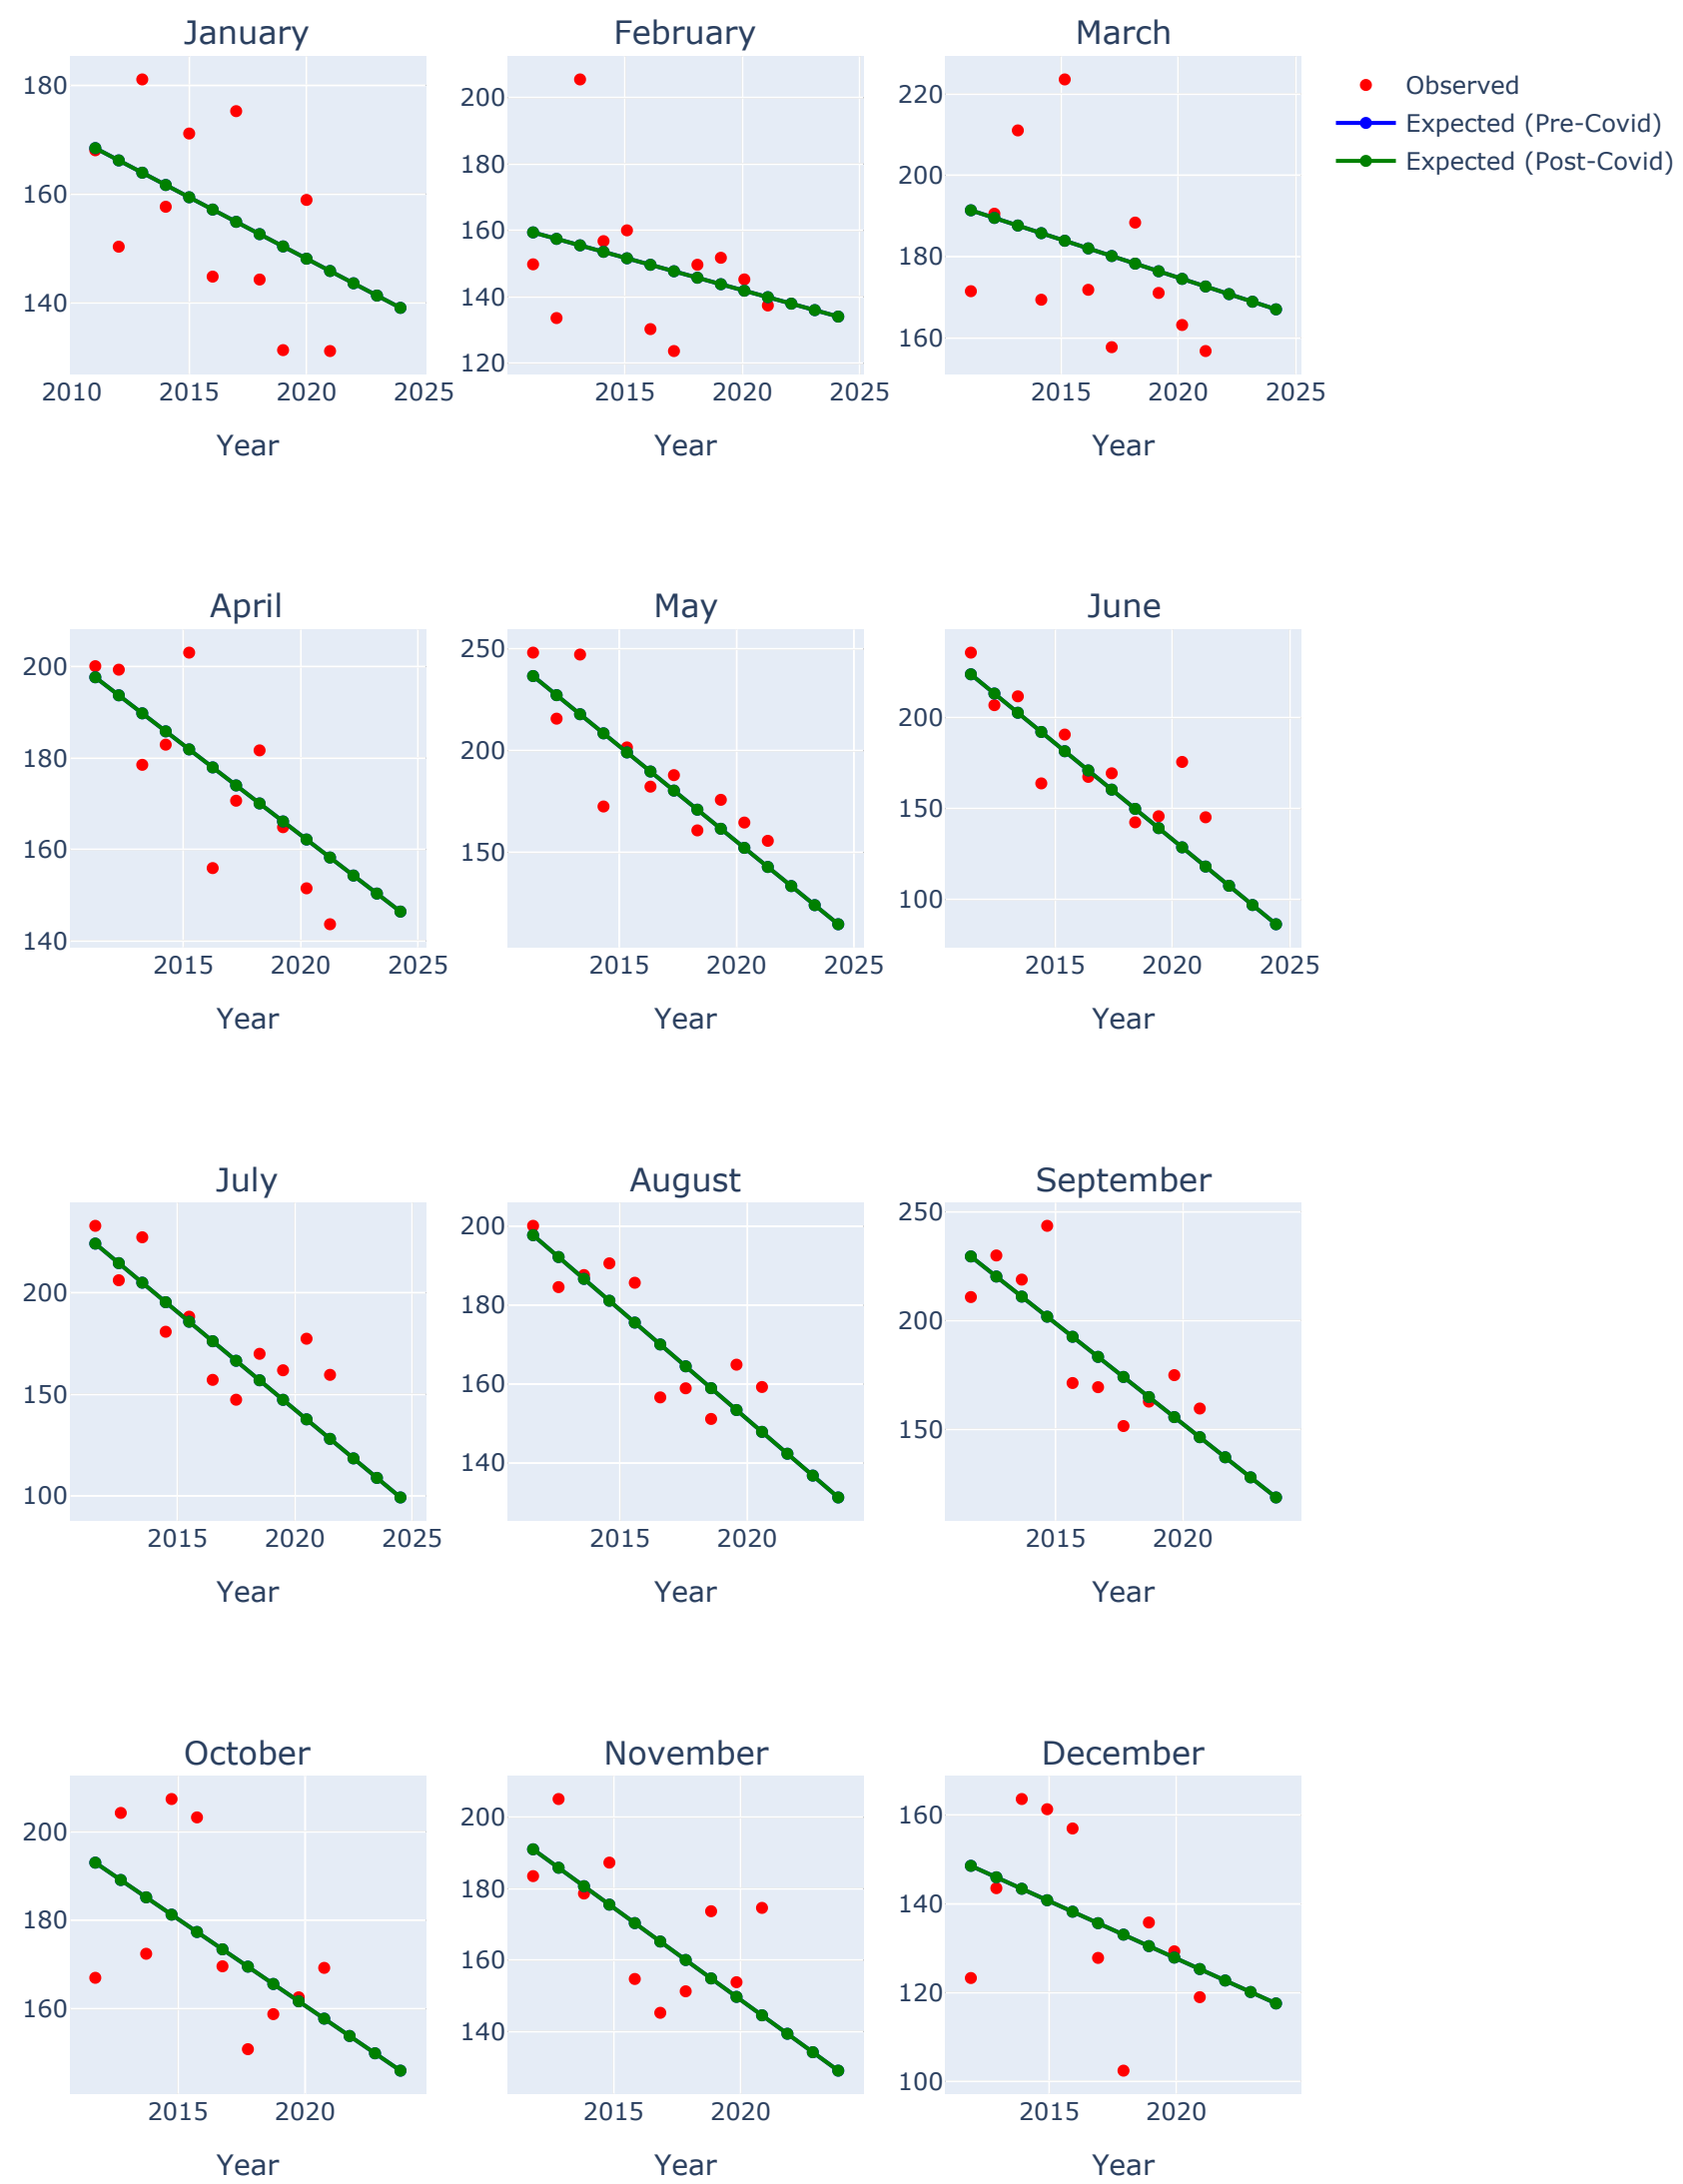 January February March
180
160
140
2010 2015 2020 2025
Year
200
180
160
140
120
2015 2020 2025
Year
220
200
180
160
2015 2020 2025
Year
Observed
Expected (Pre-Covid)
Expected (Post-Covid)
April May June
200
180
160
140
2015 2020 2025
Year
250
200
150
2015 2020 2025
Year
200
150
100
2015 2020 2025
Year
July August September
200
150
100
2015 2020 2025
Year
200
180
160
140
2015 2020
Year
250
200
150
2015 2020
Year
October November December
200
180
160
2015 2020
Year
200
180
160
140
2015 2020
Year
160
140
120
100
2015 2020
Year